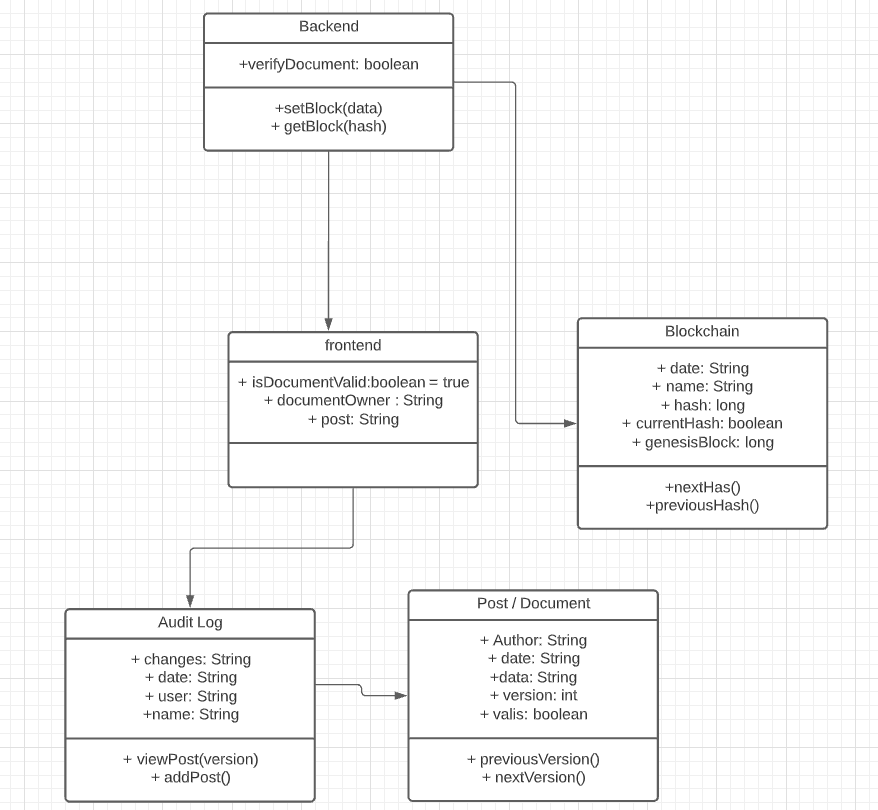 Backend
+verifyDocument: boolean
+setBlock(data)
+ getBlock(hash)
frontend
+ isDocumentValid:boolean = true
+ documentOwner : String
+ post: String
Blockchain
+ date: String
+ name: String
+ hash: long
+ currentHash: boolean
+ genesisBlock: long
+nextHas()
+previousHash()
Audit Log
+ changes: String
+ date: String
+ user: String
+name: String
+ viewPost(version)
+ addPost()
Post / Document
+ Author: String
+ date: String
+data: String
+ version: int
+ valis: boolean
+ previousVersion()
+ nextVersion()